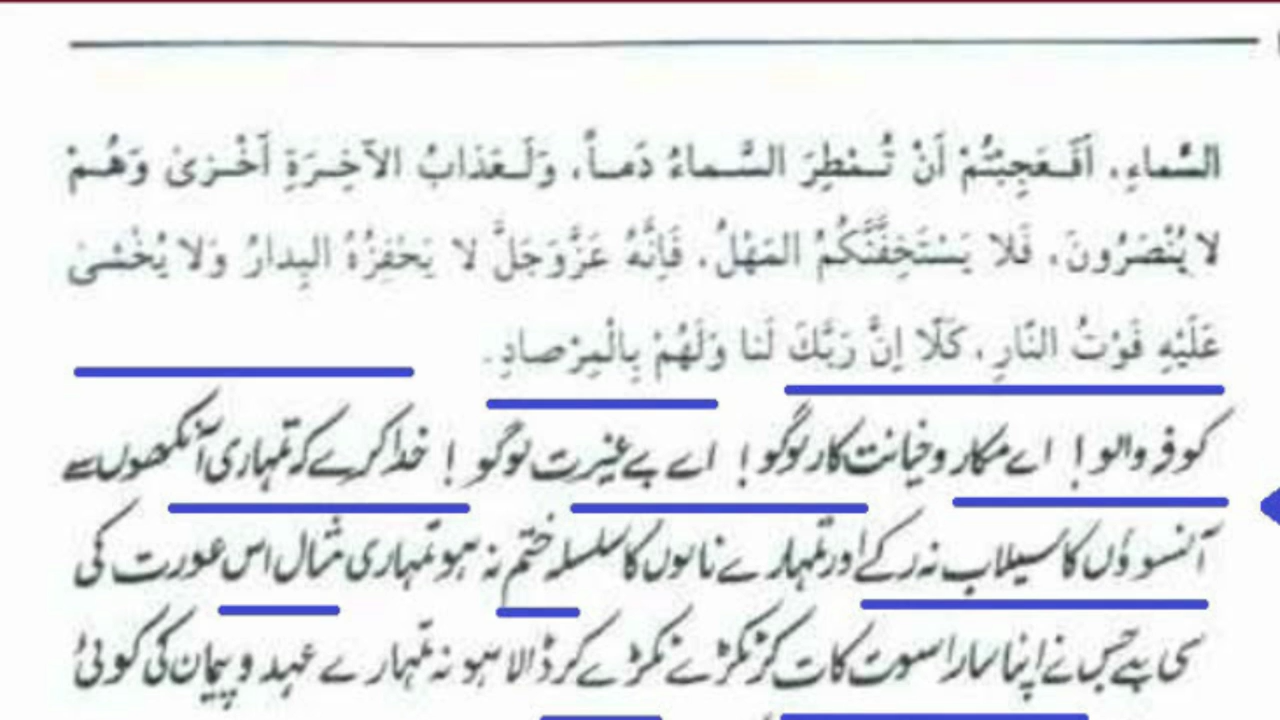 السَّماءِ، اَفَعَجِبْتُمْ اَنْ تُمْطِرَ السَّماءُ دَماً، وَلَعَذابُ الآخِرَةِ اَخْزىٰ وَهُمْ
لا يُنْصَرُونَ، فَلا يَسْتَخِفَّنَّكُمُ المَهْلُ، فَاِنَّهُ عَزَّوَجَلَّ لا يَحْفِزُهُ البِدارُ وَلا يُخْشىٰ
عَلَيْهِ فَوْتُ النّارِ، كَلّا اِنَّ رَبَّكَ لَنا وَلَهُمْ بِالْمِرْصادِ۔
کوفہ والو! اے مکار و خیانت کار لوگو! اے بے غیرت لوگو! خدا کرے کہ تمہاری آنکھوں سے
آنسوؤں کا سیلاب نہ رکے اور تمہارے نالوں کا سلسلہ ختم نہ ہو تمہاری مثال اس عورت کی
سی ہے جس نے اپنا سارا سوت کات کر ٹکڑے ٹکڑے کر ڈالا ہو نہ تمہارے عہد و پیمان کی کوئی